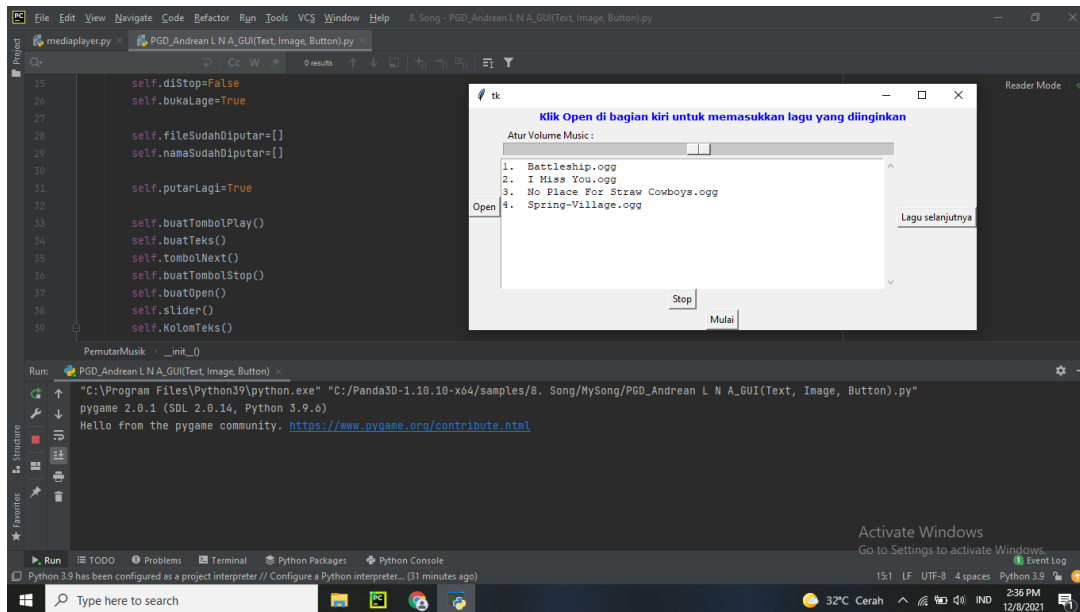 PC File Edit View Navigate Code Refactor Run Tools VCS Window Help 8. Song - PGD_Andrean L N A_GUI(Text, Image, Button).py
mediaplayer.py PGD_Andrean L N A_GUI(Text, Image, Button).py
Cc W .* 0 results
Project
Reader Mode
25 self.diStop=False
26 self.bukaLage=True
27
28 self.fileSudahDiputar=[]
29 self.namaSudahDiputar=[]
30
31 self.putarLagi=True
32
33 self.buatTombolPlay()
34 self.buatTeks()
35 self.tombolNext()
36 self.buatTombolStop()
37 self.buatOpen()
38 self.slider()
39 self.KolomTeks()
PemutarMusik > __init__()
tk
Klik Open di bagian kiri untuk memasukkan lagu yang diinginkan
Atur Volume Music :
1. Battleship.ogg
2. I Miss You.ogg
3. No Place For Straw Cowboys.ogg
4. Spring-Village.ogg
Open
Lagu selanjutnya
Stop
Mulai
Run: PGD_Andrean L N A_GUI(Text, Image, Button)
"C:\Program Files\Python39\python.exe" "C:/Panda3D-1.10.10-x64/samples/8. Song/MySong/PGD_Andrean L N A_GUI(Text, Image, Button).py"
pygame 2.0.1 (SDL 2.0.14, Python 3.9.6)
Hello from the pygame community. https://www.pygame.org/contribute.html
Structure
Favorites
Activate Windows
Go to Settings to activate Windows.
Run TODO Problems Terminal Python Packages Python Console 1 Event Log
Python 3.9 has been configured as a project interpreter // Configure a Python interpreter... (31 minutes ago) 15:1 LF UTF-8 4 spaces Python 3.9
Type here to search PC 32°C Cerah IND 2:36 PM
12/8/2021